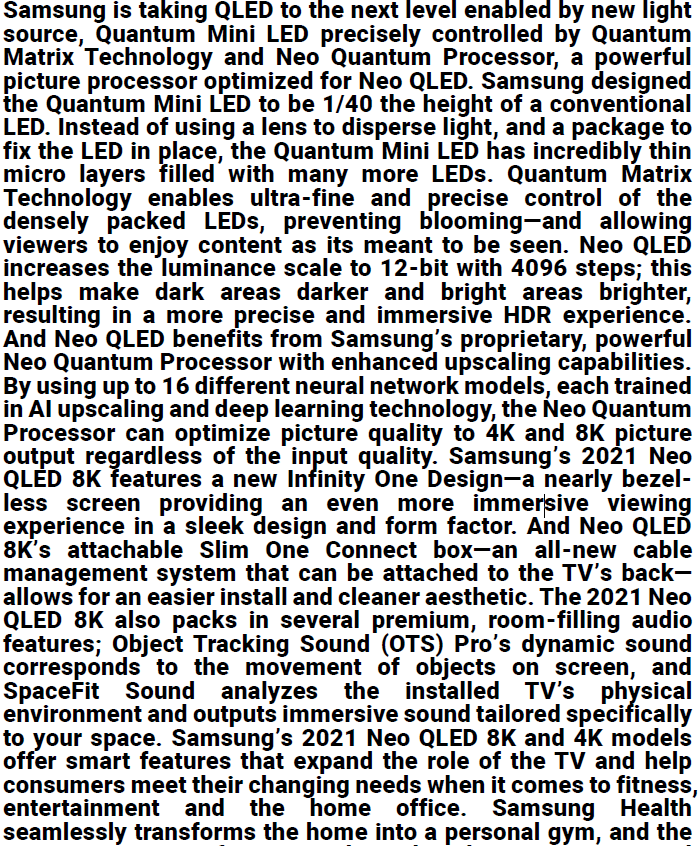 Samsung is taking QLED to the next level enabled by new light
source, Quantum Mini LED precisely controlled by Quantum
Matrix Technology and Neo Quantum Processor, a powerful
picture processor optimized for Neo QLED. Samsung designed
the Quantum Mini LED to be 1/40 the height of a conventional
LED. Instead of using a lens to disperse light, and a package to
fix the LED in place, the Quantum Mini LED has incredibly thin
micro layers filled with many more LEDs. Quantum Matrix
Technology enables ultra-fine and precise control of the
densely packed LEDs, preventing blooming—and allowing
viewers to enjoy content as its meant to be seen. Neo QLED
increases the luminance scale to 12-bit with 4096 steps; this
helps make dark areas darker and bright areas brighter,
resulting in a more precise and immersive HDR experience.
And Neo QLED benefits from Samsung’s proprietary, powerful
Neo Quantum Processor with enhanced upscaling capabilities.
By using up to 16 different neural network models, each trained
in AI upscaling and deep learning technology, the Neo Quantum
Processor can optimize picture quality to 4K and 8K picture
output regardless of the input quality. Samsung’s 2021 Neo
QLED 8K features a new Infinity One Design—a nearly bezel-
less screen providing an even more immersive viewing
experience in a sleek design and form factor. And Neo QLED
8K’s attachable Slim One Connect box—an all-new cable
management system that can be attached to the TV’s back—
allows for an easier install and cleaner aesthetic. The 2021 Neo
QLED 8K also packs in several premium, room-filling audio
features; Object Tracking Sound (OTS) Pro’s dynamic sound
corresponds to the movement of objects on screen, and
SpaceFit Sound analyzes the installed TV’s physical
environment and outputs immersive sound tailored specifically
to your space. Samsung’s 2021 Neo QLED 8K and 4K models
offer smart features that expand the role of the TV and help
consumers meet their changing needs when it comes to fitness,
entertainment and the home office. Samsung Health
seamlessly transforms the home into a personal gym, and the